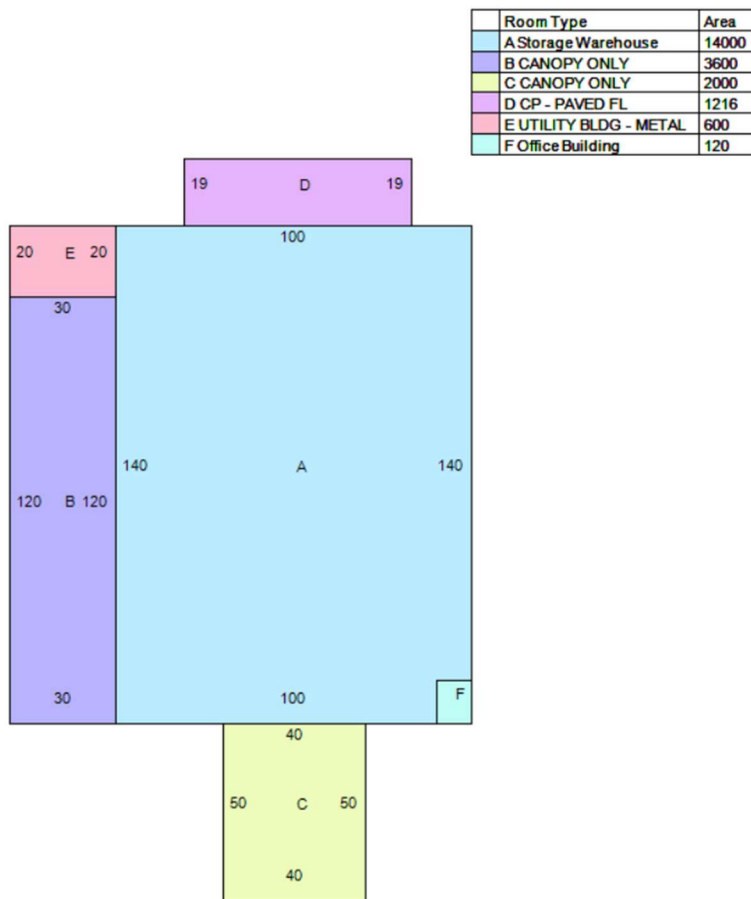 Room Type Area
A Storage Warehouse 14000
B CANOPY ONLY 3600
C CANOPY ONLY 2000
D CP - PAVED FL 1216
E UTILITY BLDG - METAL 600
F Office Building 120
19 D 19
100
20 E 20
30
140 A 140
120 B 120
F
30 100
40
50 C 50
40